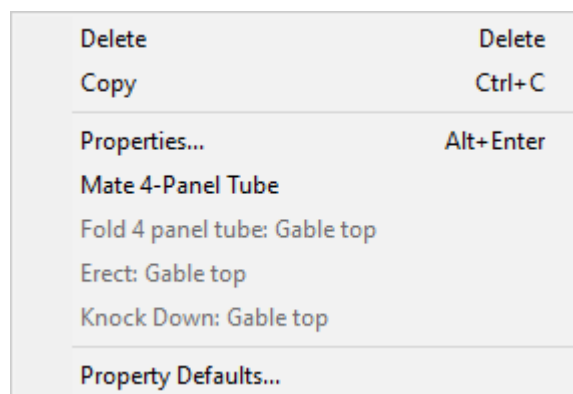 Delete Delete
Copy Ctrl+C
Properties... Alt+Enter
Mate 4-Panel Tube
Fold 4 panel tube: Gable top
Erect: Gable top
Knock Down: Gable top
Property Defaults...